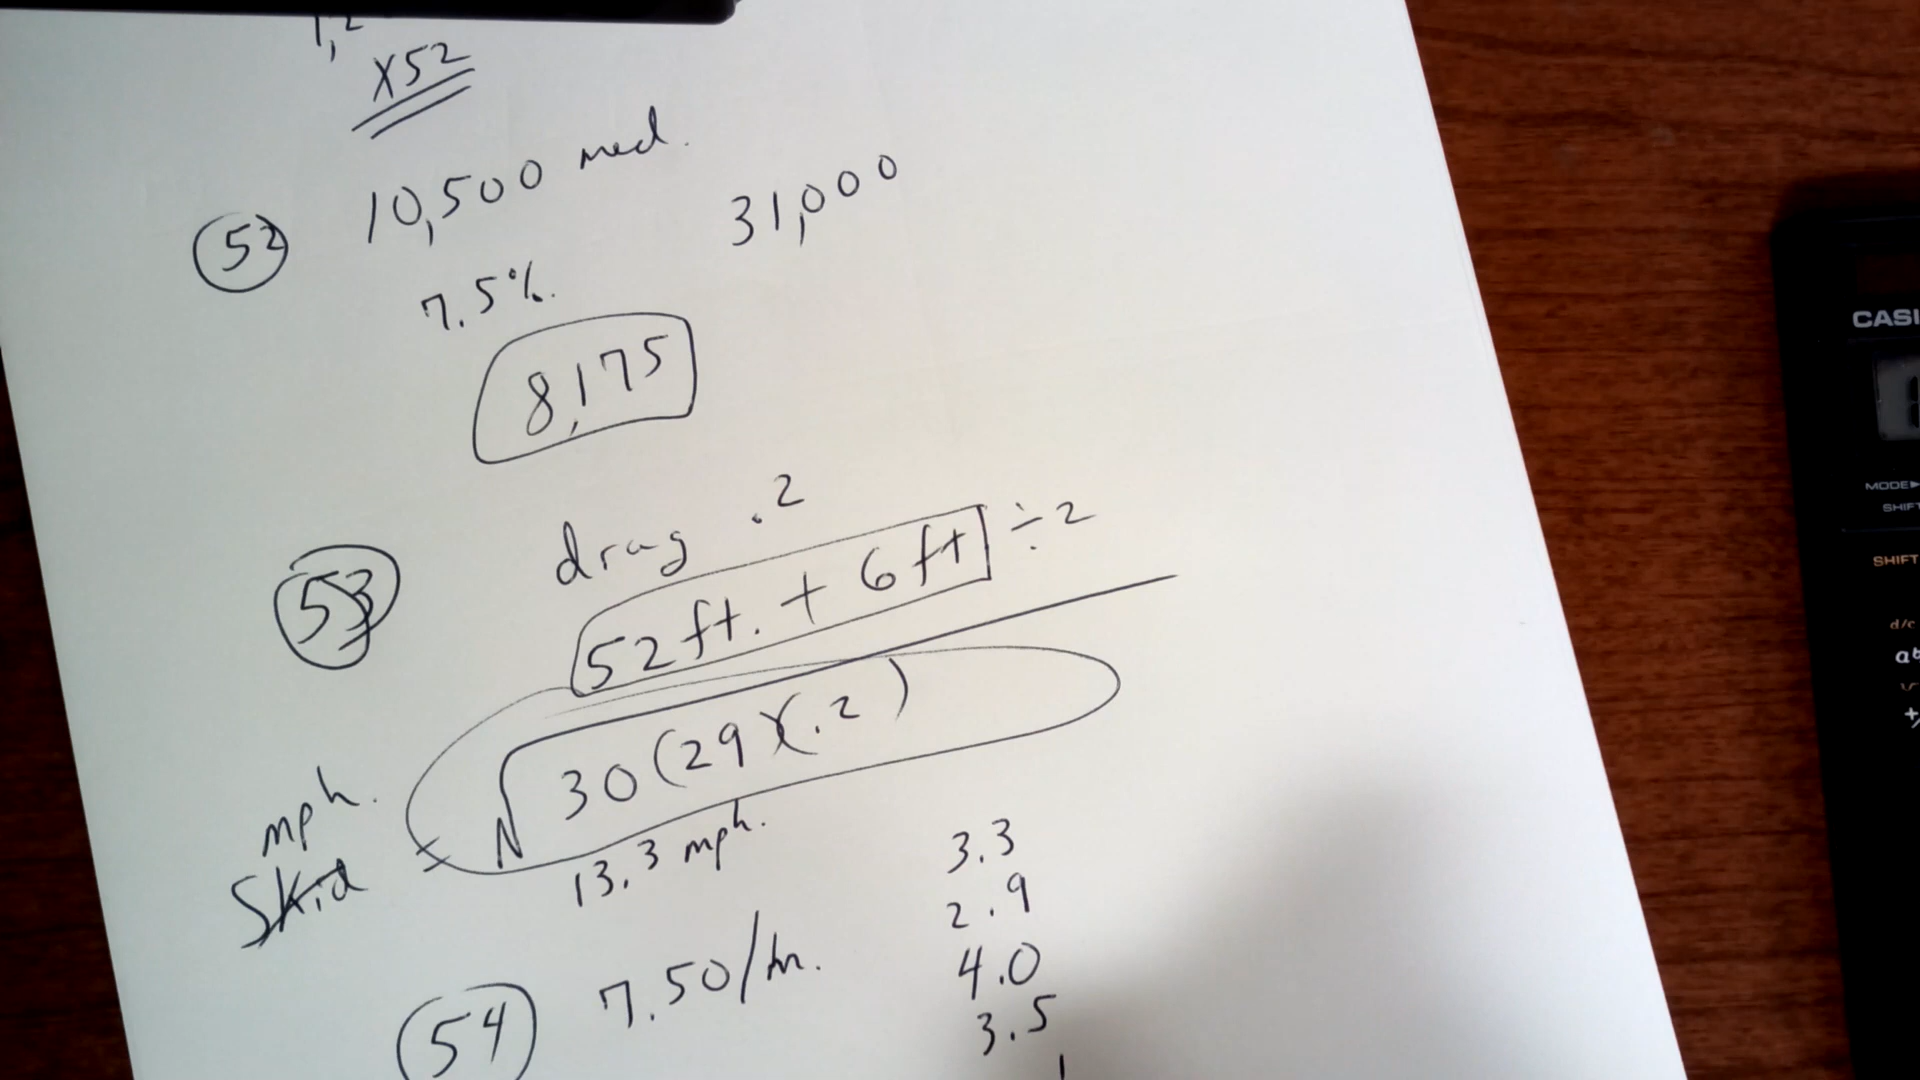 X52
52 10,500 med. 31,000
7.5%
8,175
53 drag .2
52 ft. + 6 ft ÷ 2
mph. √30(29)(.2)
Skid =
13.3 mph.
54 7.50/hr.
3.3
2.9
4.0
3.5
CASI
MODE
SHIFT
SHIFT
d/c